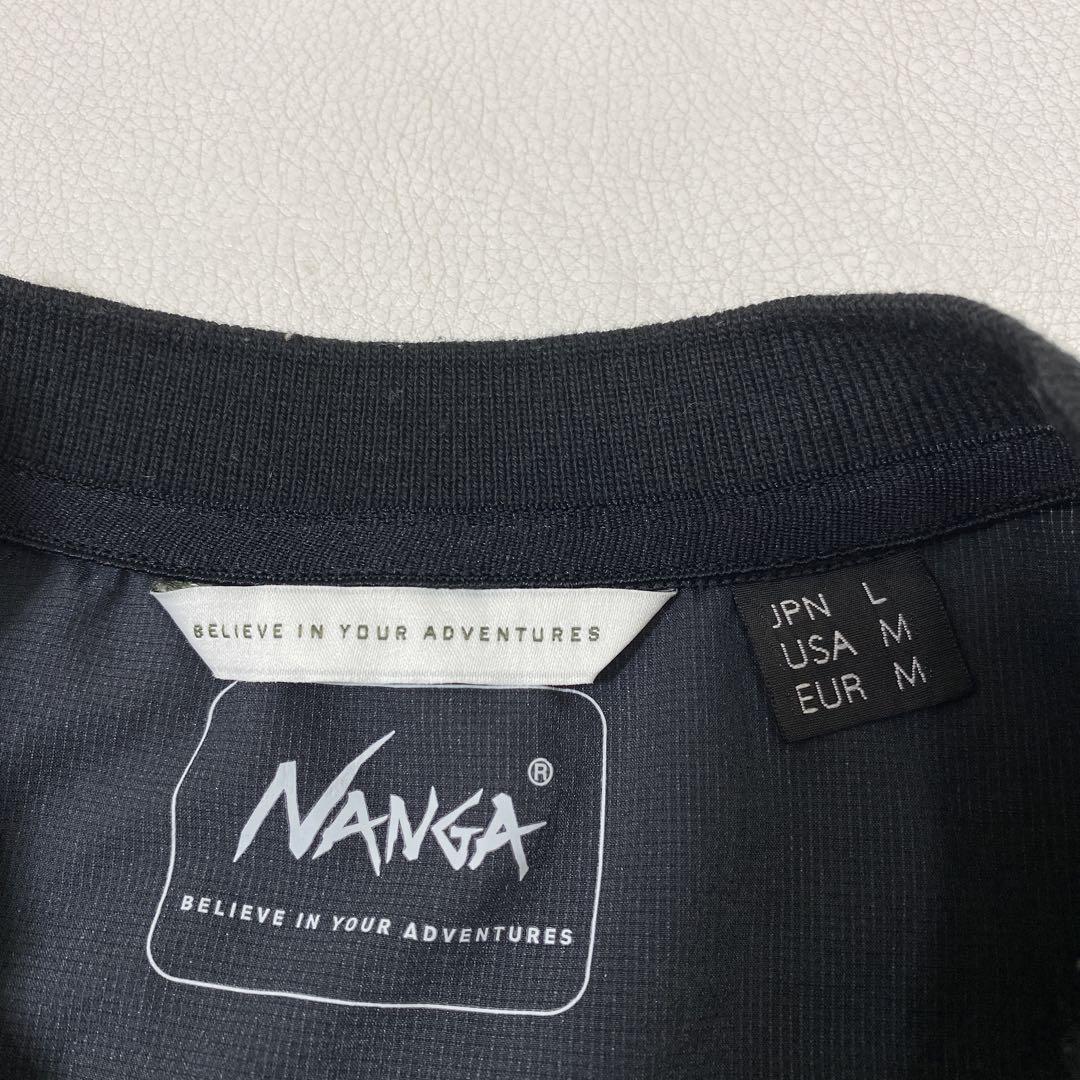 BELIEVE IN YOUR ADVENTURES
JPN L
USA M
EUR M
NANGA®
BELIEVE IN YOUR ADVENTURES